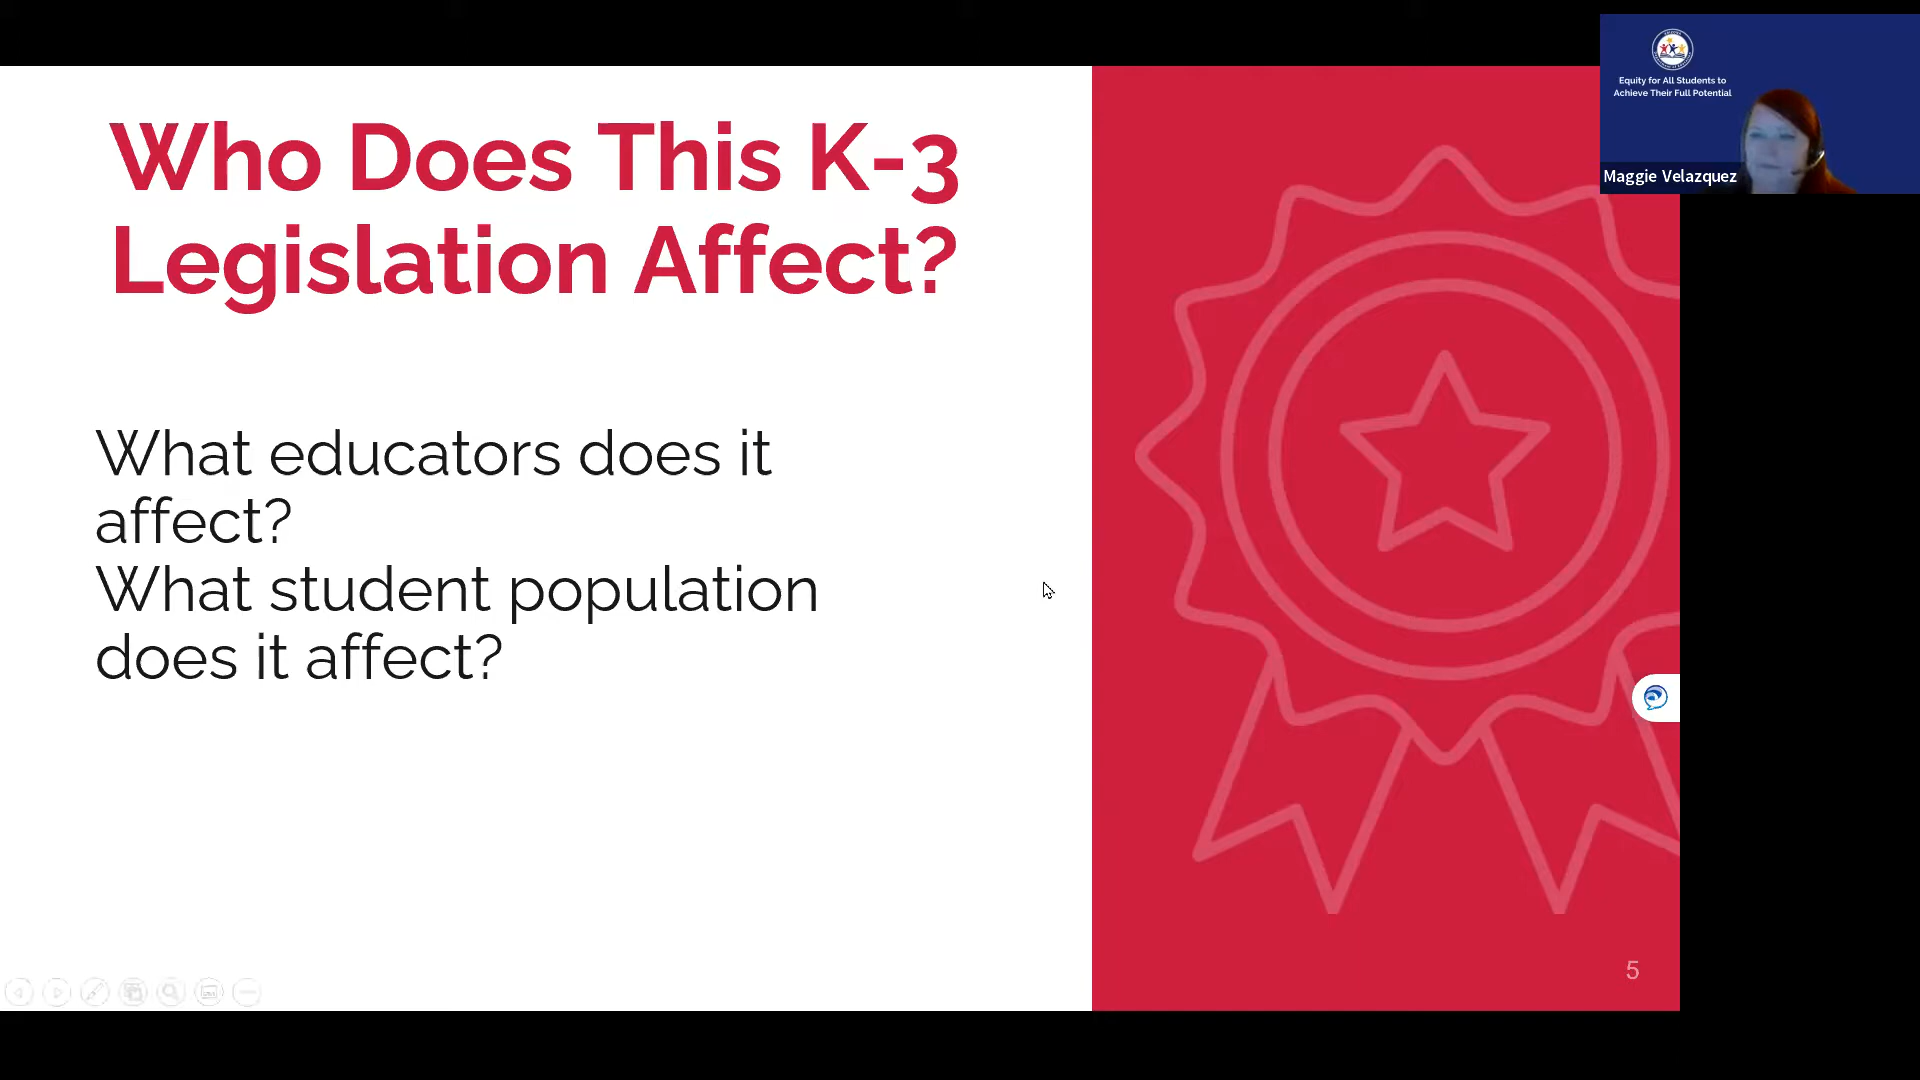 Equity for All Students to
Achieve Their Full Potential
Maggie Velazquez
Who Does This K-3
Legislation Affect?
What educators does it
affect?
What student population
does it affect?
5